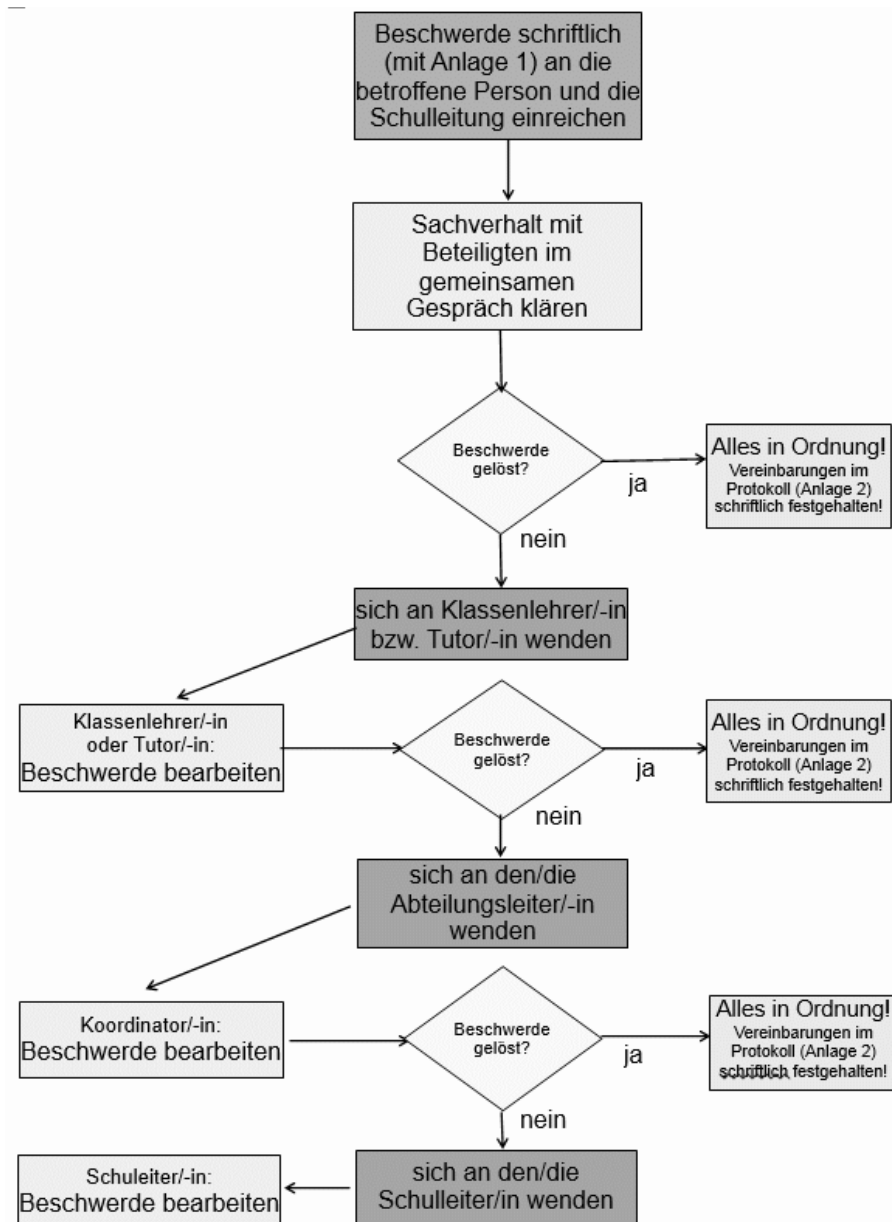 Beschwerde schriftlich
(mit Anlage 1) an die
betroffene Person und die
Schulleitung einreichen
Sachverhalt mit
Beteiligten im
gemeinsamen
Gespräch klären
Beschwerde
gelöst?
ja
Alles in Ordnung!
Vereinbarungen im
Protokoll (Anlage 2)
schriftlich festgehalten!
nein
sich an Klassenlehrer/-in
bzw. Tutor/-in wenden
Klassenlehrer/-in
oder Tutor/-in:
Beschwerde bearbeiten
Beschwerde
gelöst?
ja
Alles in Ordnung!
Vereinbarungen im
Protokoll (Anlage 2)
schriftlich festgehalten!
nein
sich an den/die
Abteilungsleiter/-in
wenden
Koordinator/-in:
Beschwerde bearbeiten
Beschwerde
gelöst?
ja
Alles in Ordnung!
Vereinbarungen im
Protokoll (Anlage 2)
schriftlich festgehalten!
nein
sich an den/die
Schulleiter/in wenden
Schuleiter/-in:
Beschwerde bearbeiten